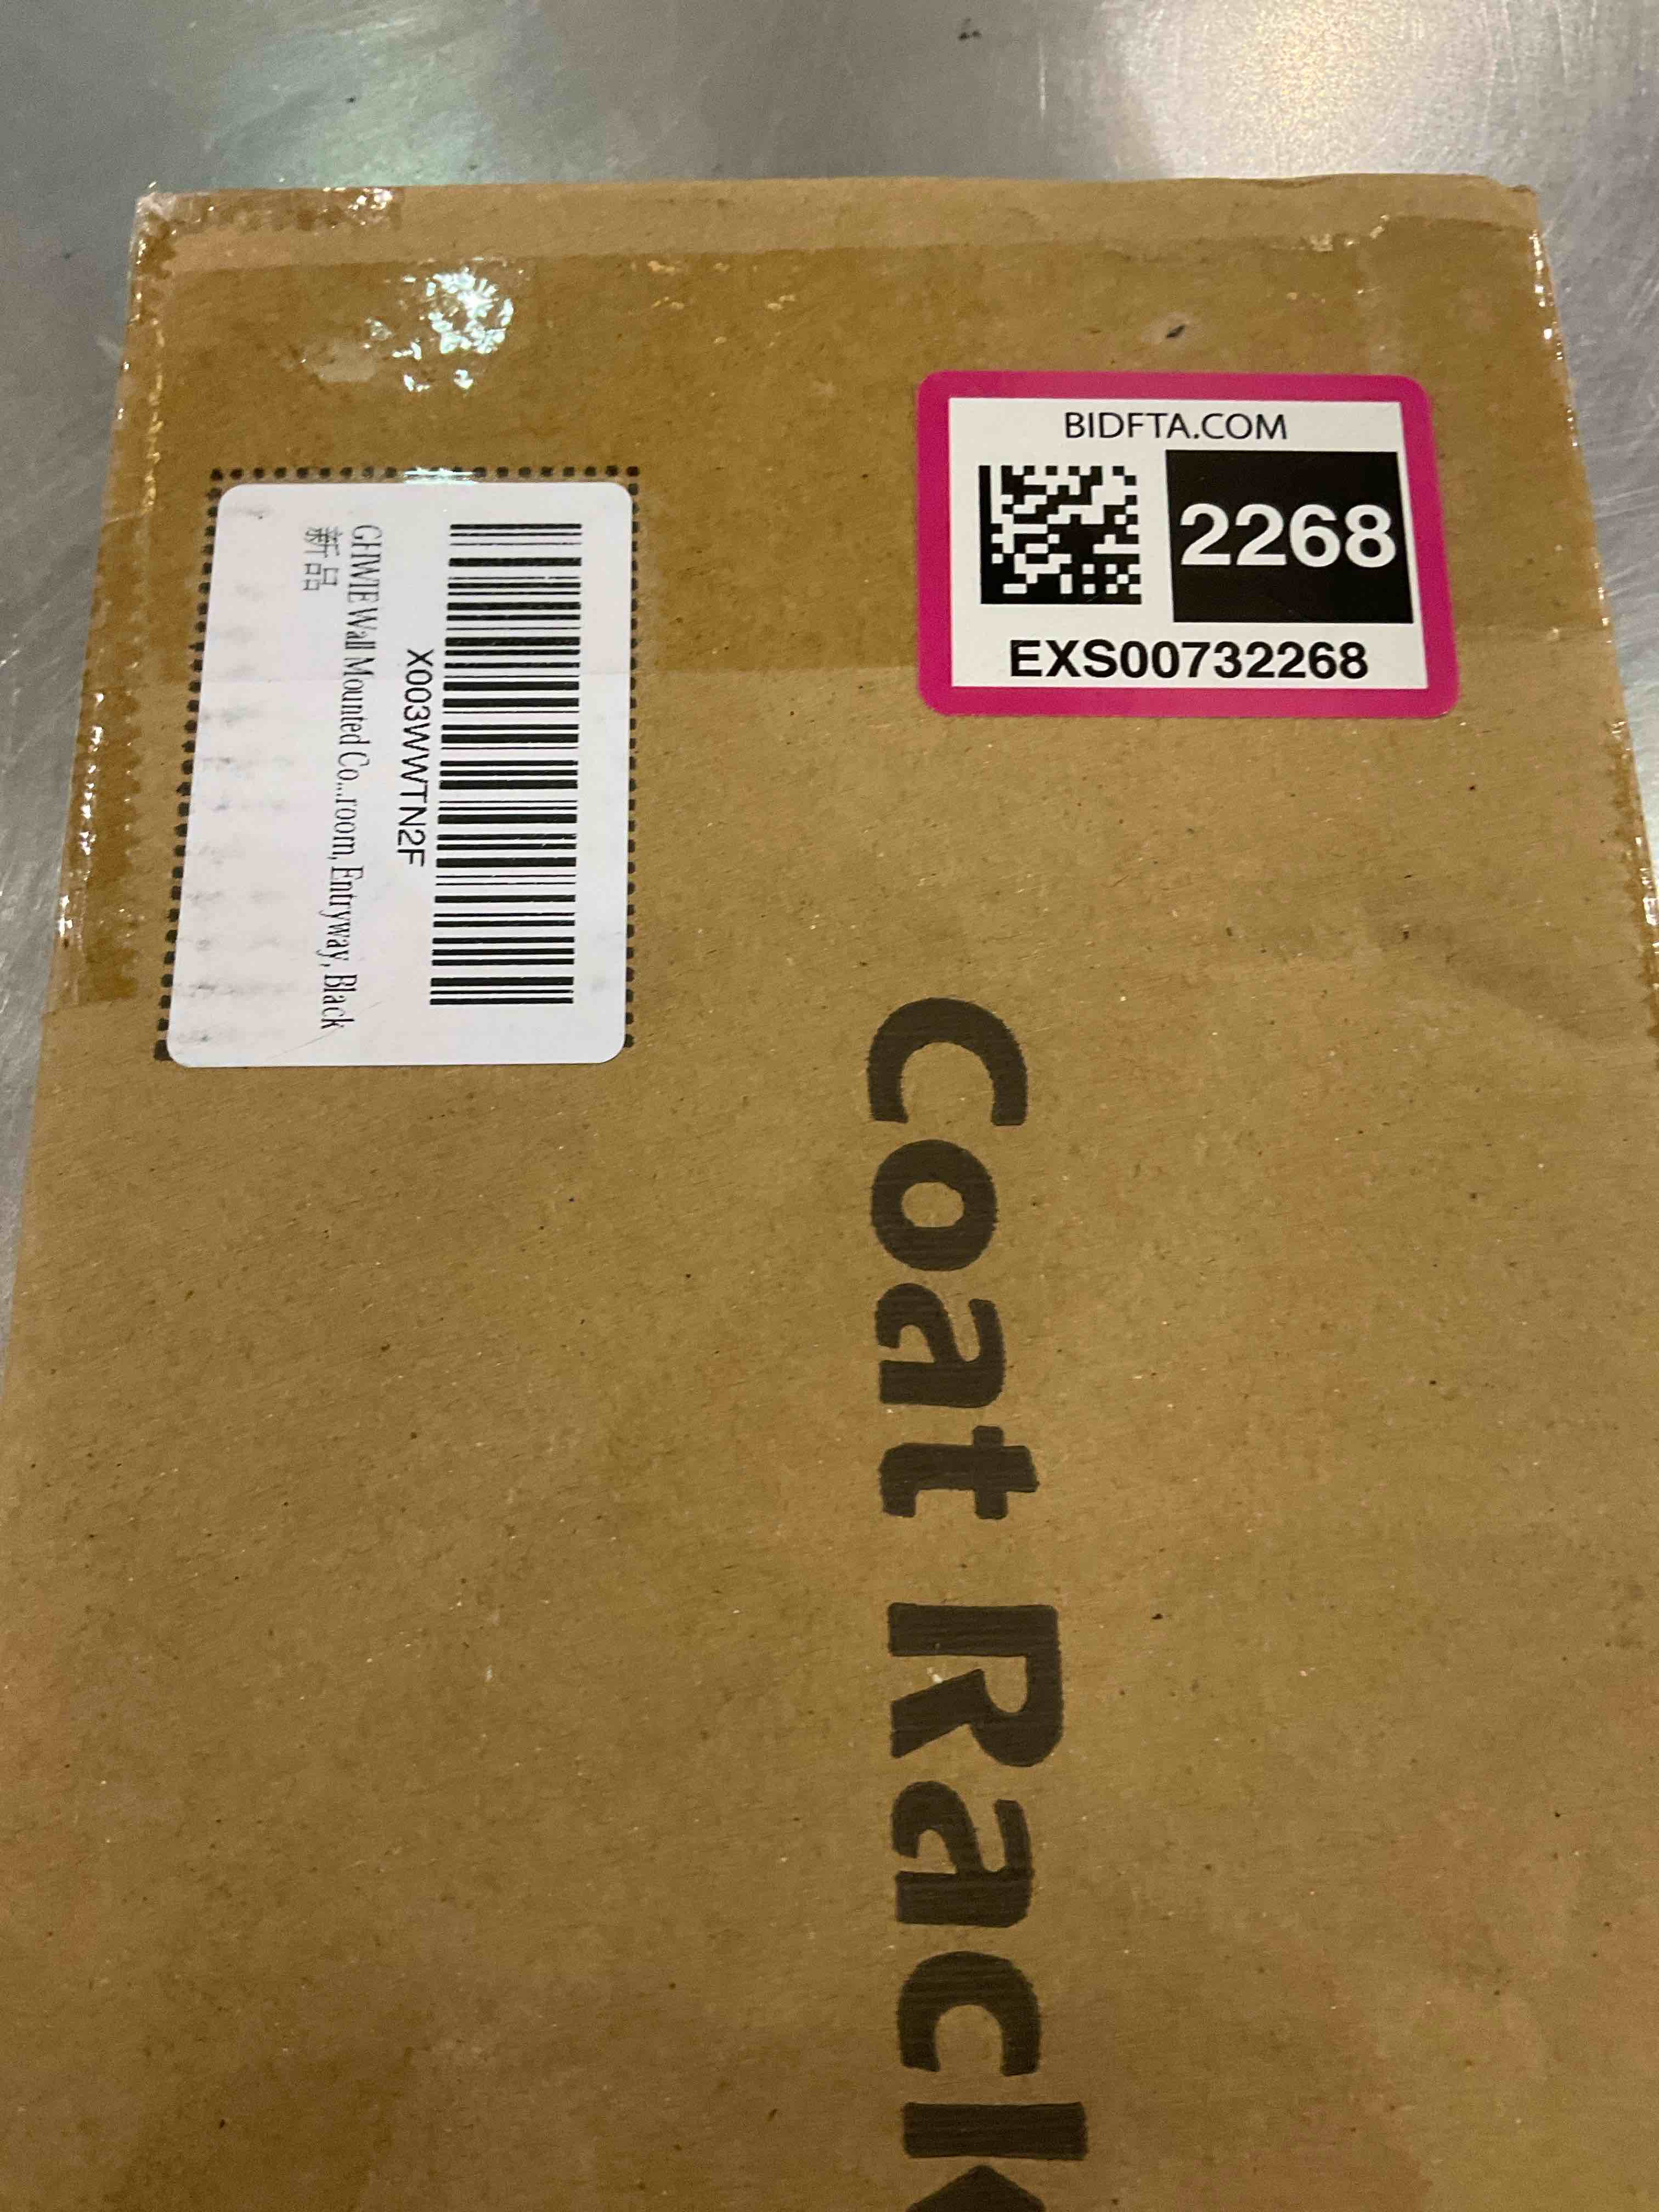 BIDFTA.COM
2268
EXS00732268
X003WWTN2F
GHWIE Wall Mounted Co...room, Entryway, Black
新品
Coat Rack